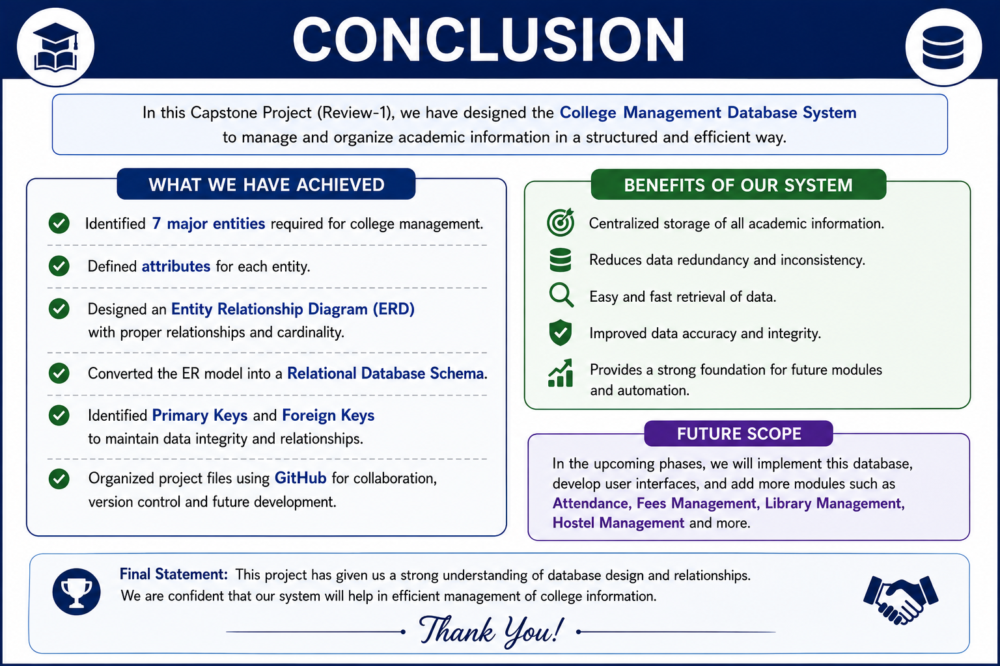 CONCLUSION
In this Capstone Project (Review-1), we have designed the College Management Database System
to manage and organize academic information in a structured and efficient way.
WHAT WE HAVE ACHIEVED
Identified 7 major entities required for college management.
Defined attributes for each entity.
Designed an Entity Relationship Diagram (ERD)
with proper relationships and cardinality.
Converted the ER model into a Relational Database Schema.
Identified Primary Keys and Foreign Keys
to maintain data integrity and relationships.
Organized project files using GitHub for collaboration,
version control and future development.
BENEFITS OF OUR SYSTEM
Centralized storage of all academic information.
Reduces data redundancy and inconsistency.
Easy and fast retrieval of data.
Improved data accuracy and integrity.
Provides a strong foundation for future modules
and automation.
FUTURE SCOPE
In the upcoming phases, we will implement this database,
develop user interfaces, and add more modules such as
Attendance, Fees Management, Library Management,
Hostel Management and more.
Final Statement: This project has given us a strong understanding of database design and relationships.
We are confident that our system will help in efficient management of college information.
Thank You!